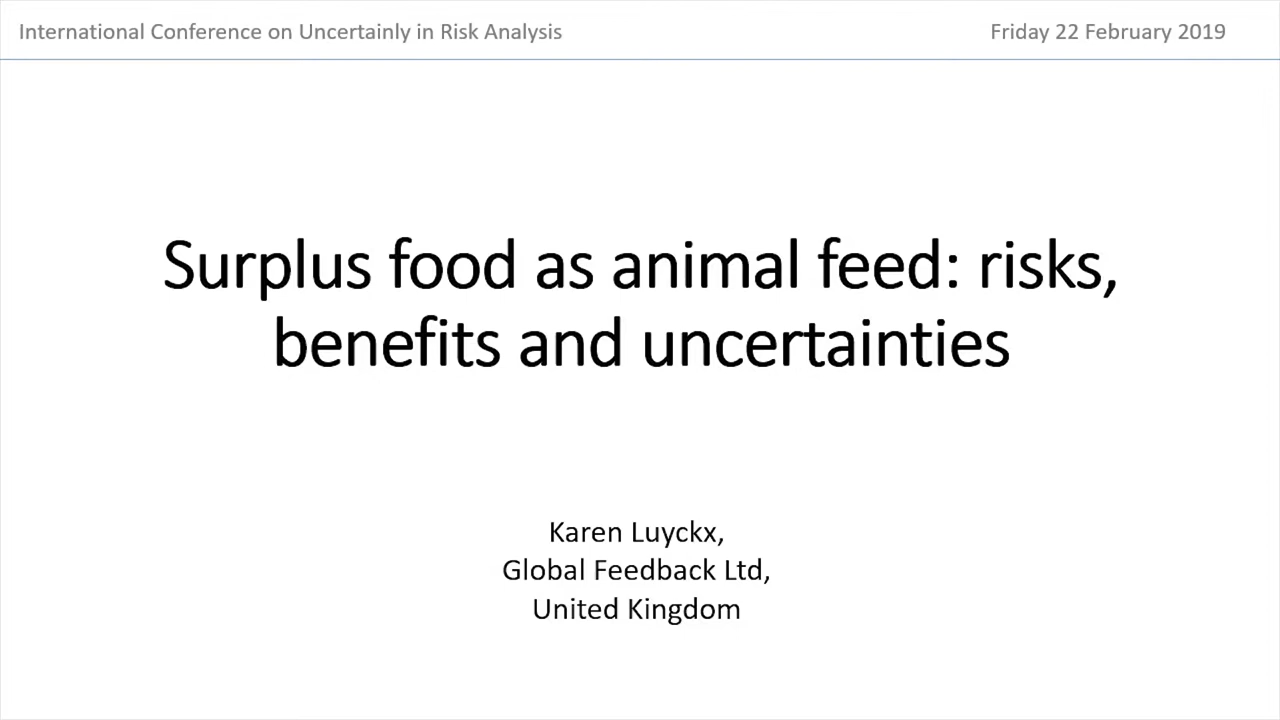 International Conference on Uncertainly in Risk Analysis
Friday 22 February 2019
Surplus food as animal feed: risks,
benefits and uncertainties
Karen Luyckx,
Global Feedback Ltd,
United Kingdom